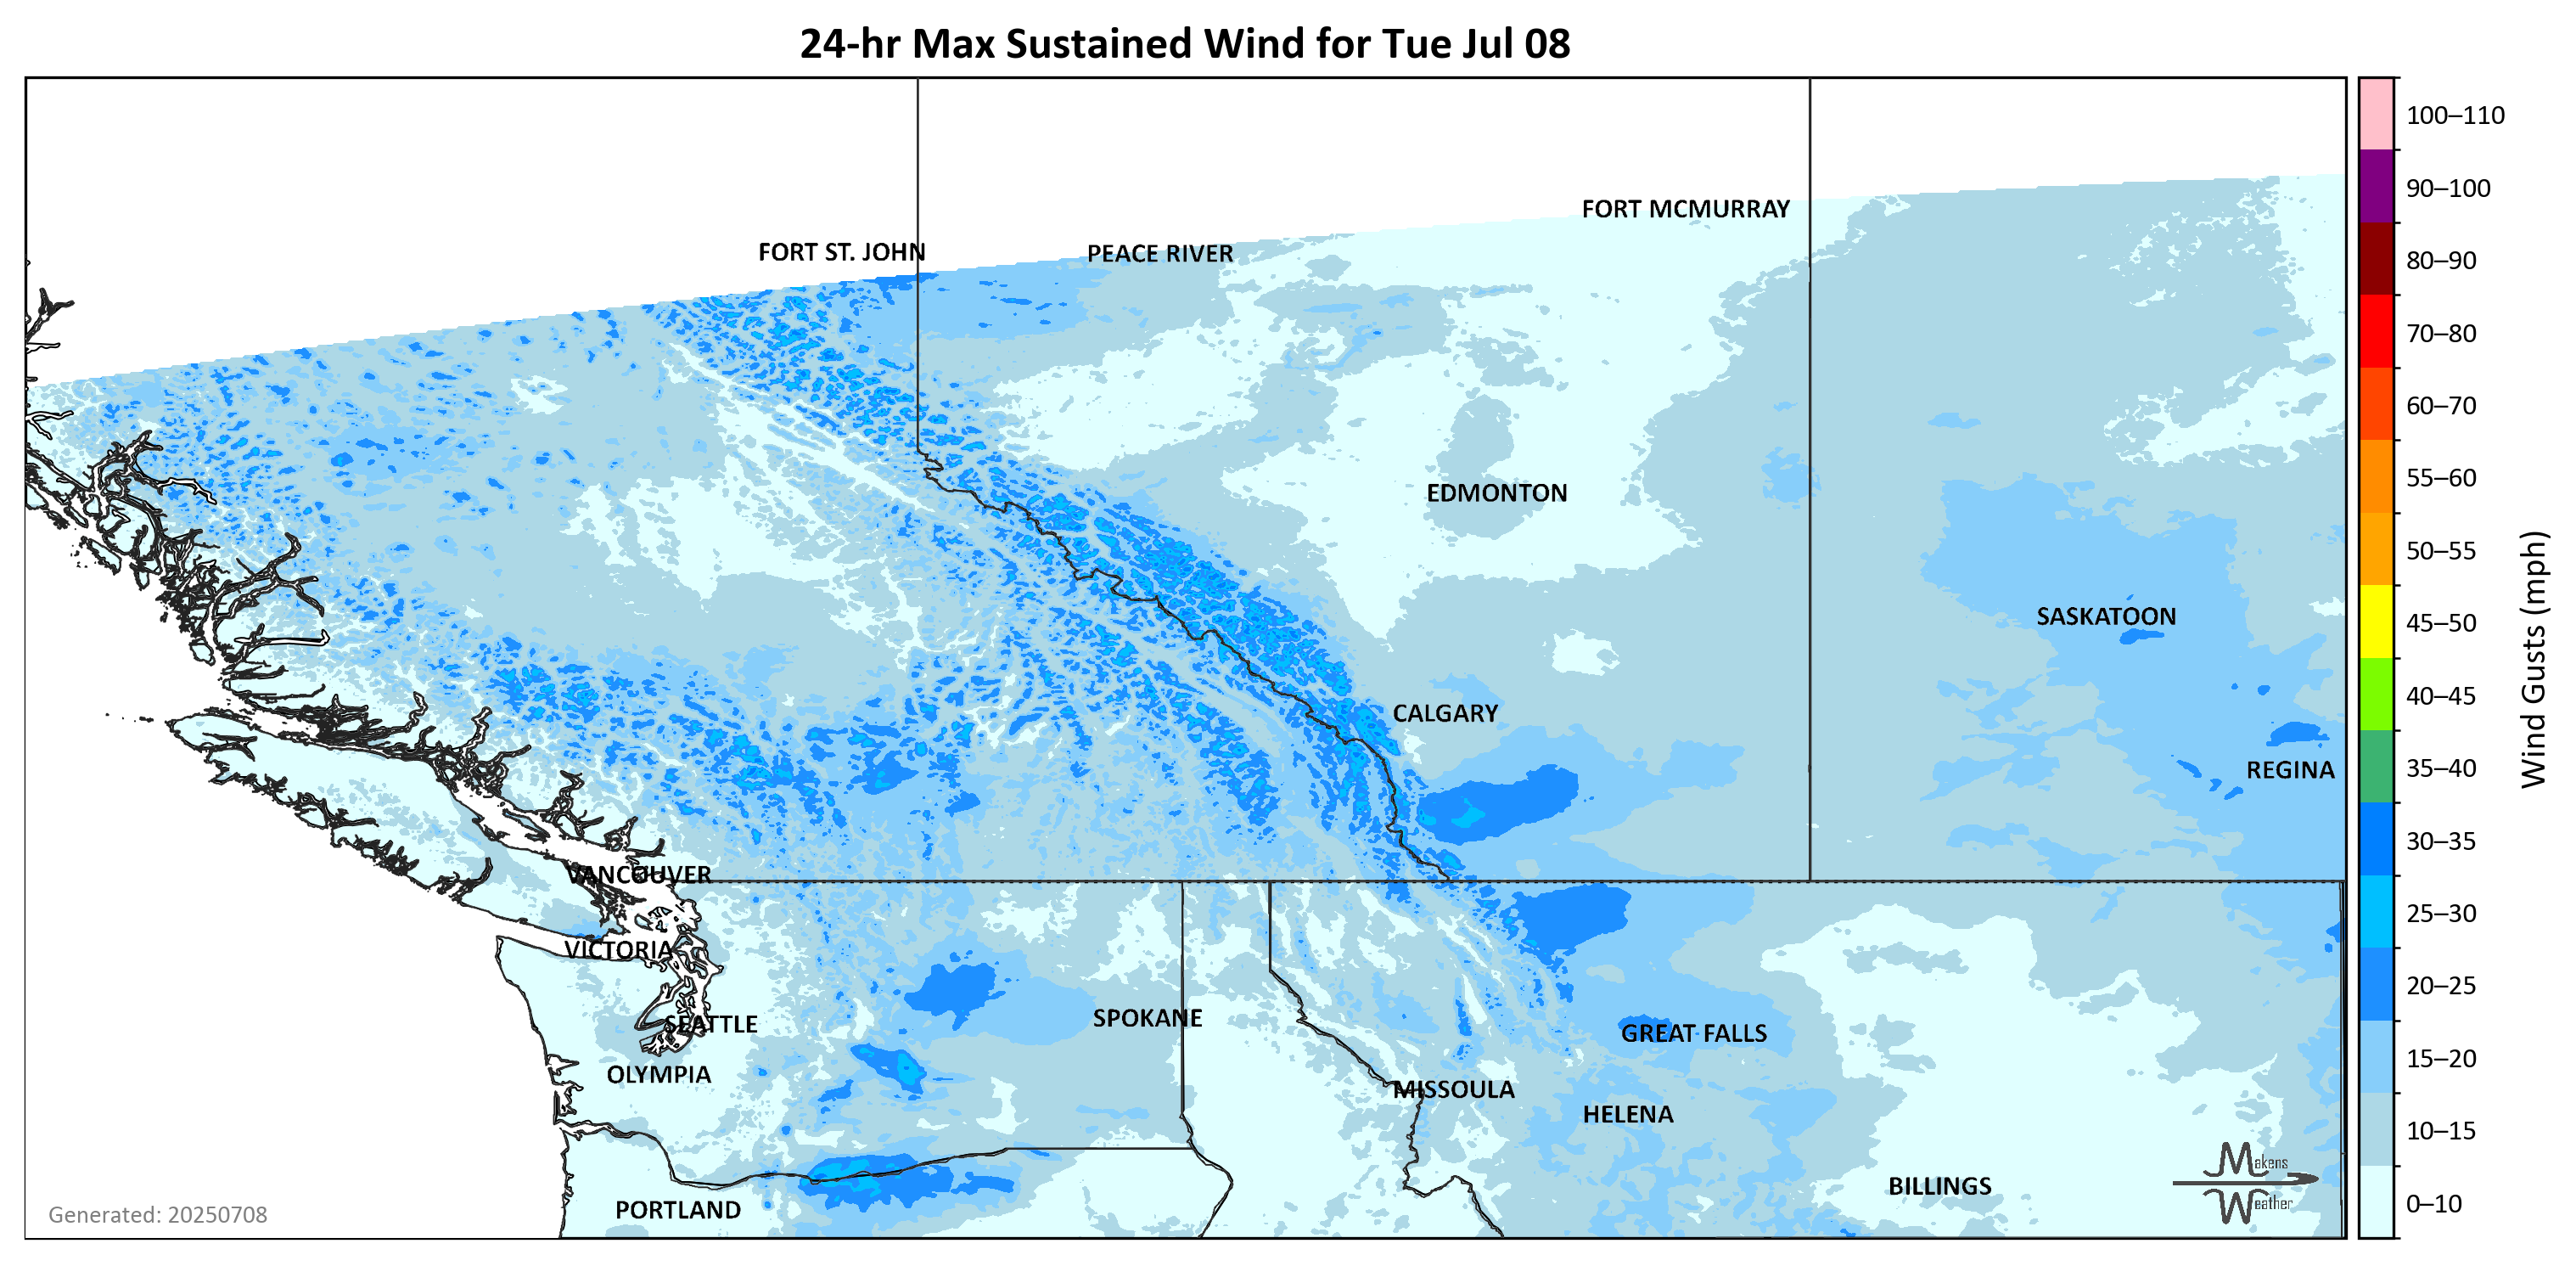 24-hr Max Sustained Wind for Tue Jul 08
100–110
90–100
80–90
70–80
60–70
55–60
50–55
45–50
40–45
35–40
30–35
25–30
20–25
15–20
10–15
0–10
Wind Gusts (mph)
FORT MCMURRAY
FORT ST. JOHN
PEACE RIVER
EDMONTON
SASKATOON
CALGARY
REGINA
VANCOUVER
VICTORIA
SEATTLE
SPOKANE
GREAT FALLS
OLYMPIA
MISSOULA
HELENA
BILLINGS
PORTLAND
Makens
Weather
Generated: 20250708